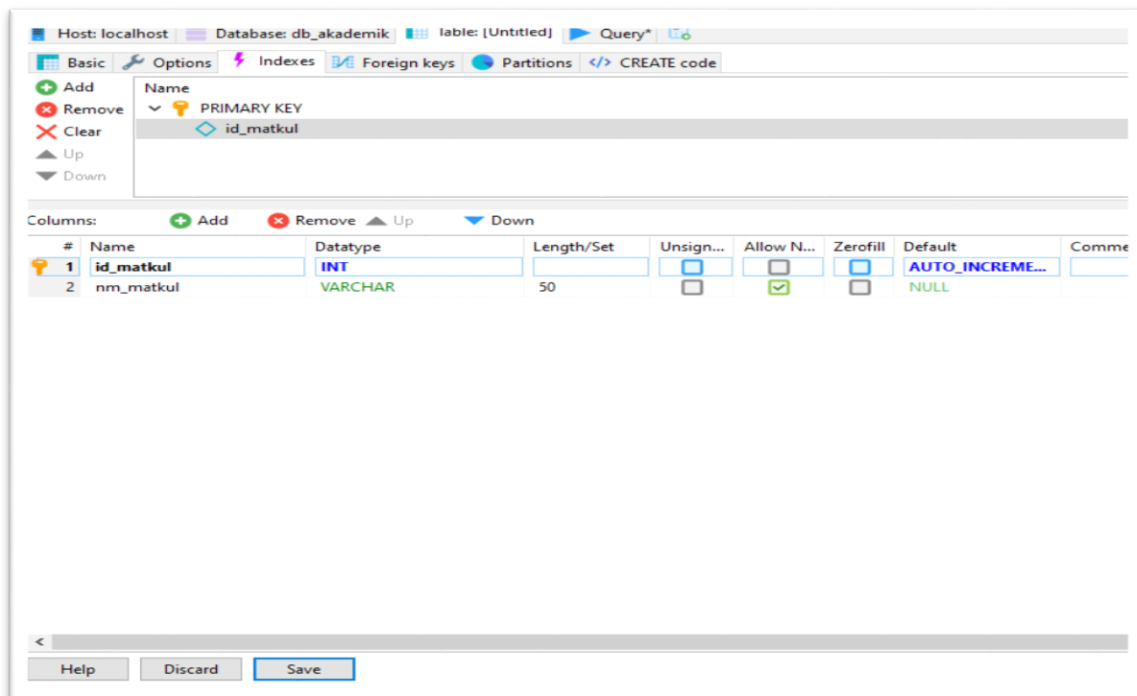 Host: localhost Database: db_akademik Table: [Untitled] Query*
Basic Options Indexes Foreign keys Partitions </> CREATE code
Add Name
Remove PRIMARY KEY
Clear id_matkul
Up
Down
Columns: Add Remove Up Down
# Name Datatype Length/Set Unsign... Allow N... Zerofill Default Comme
1 id_matkul INT AUTO_INCREME...
2 nm_matkul VARCHAR 50 NULL
Help Discard Save